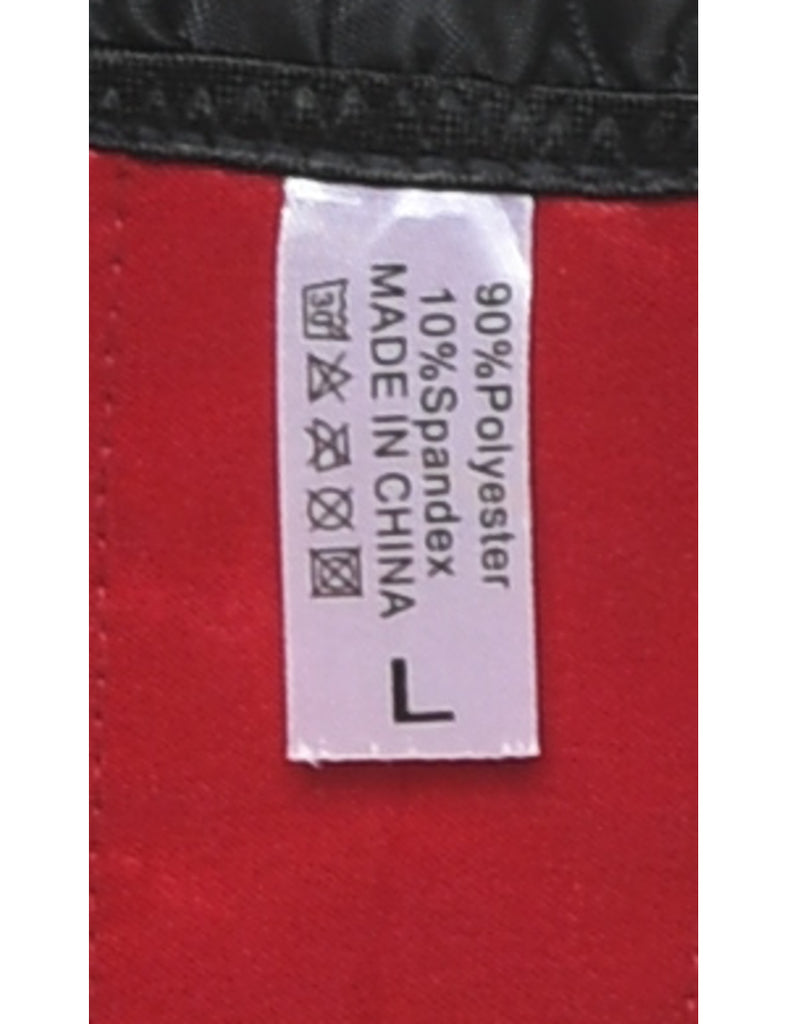 90%Polyester
10%Spandex
MADE IN CHINA
30
L